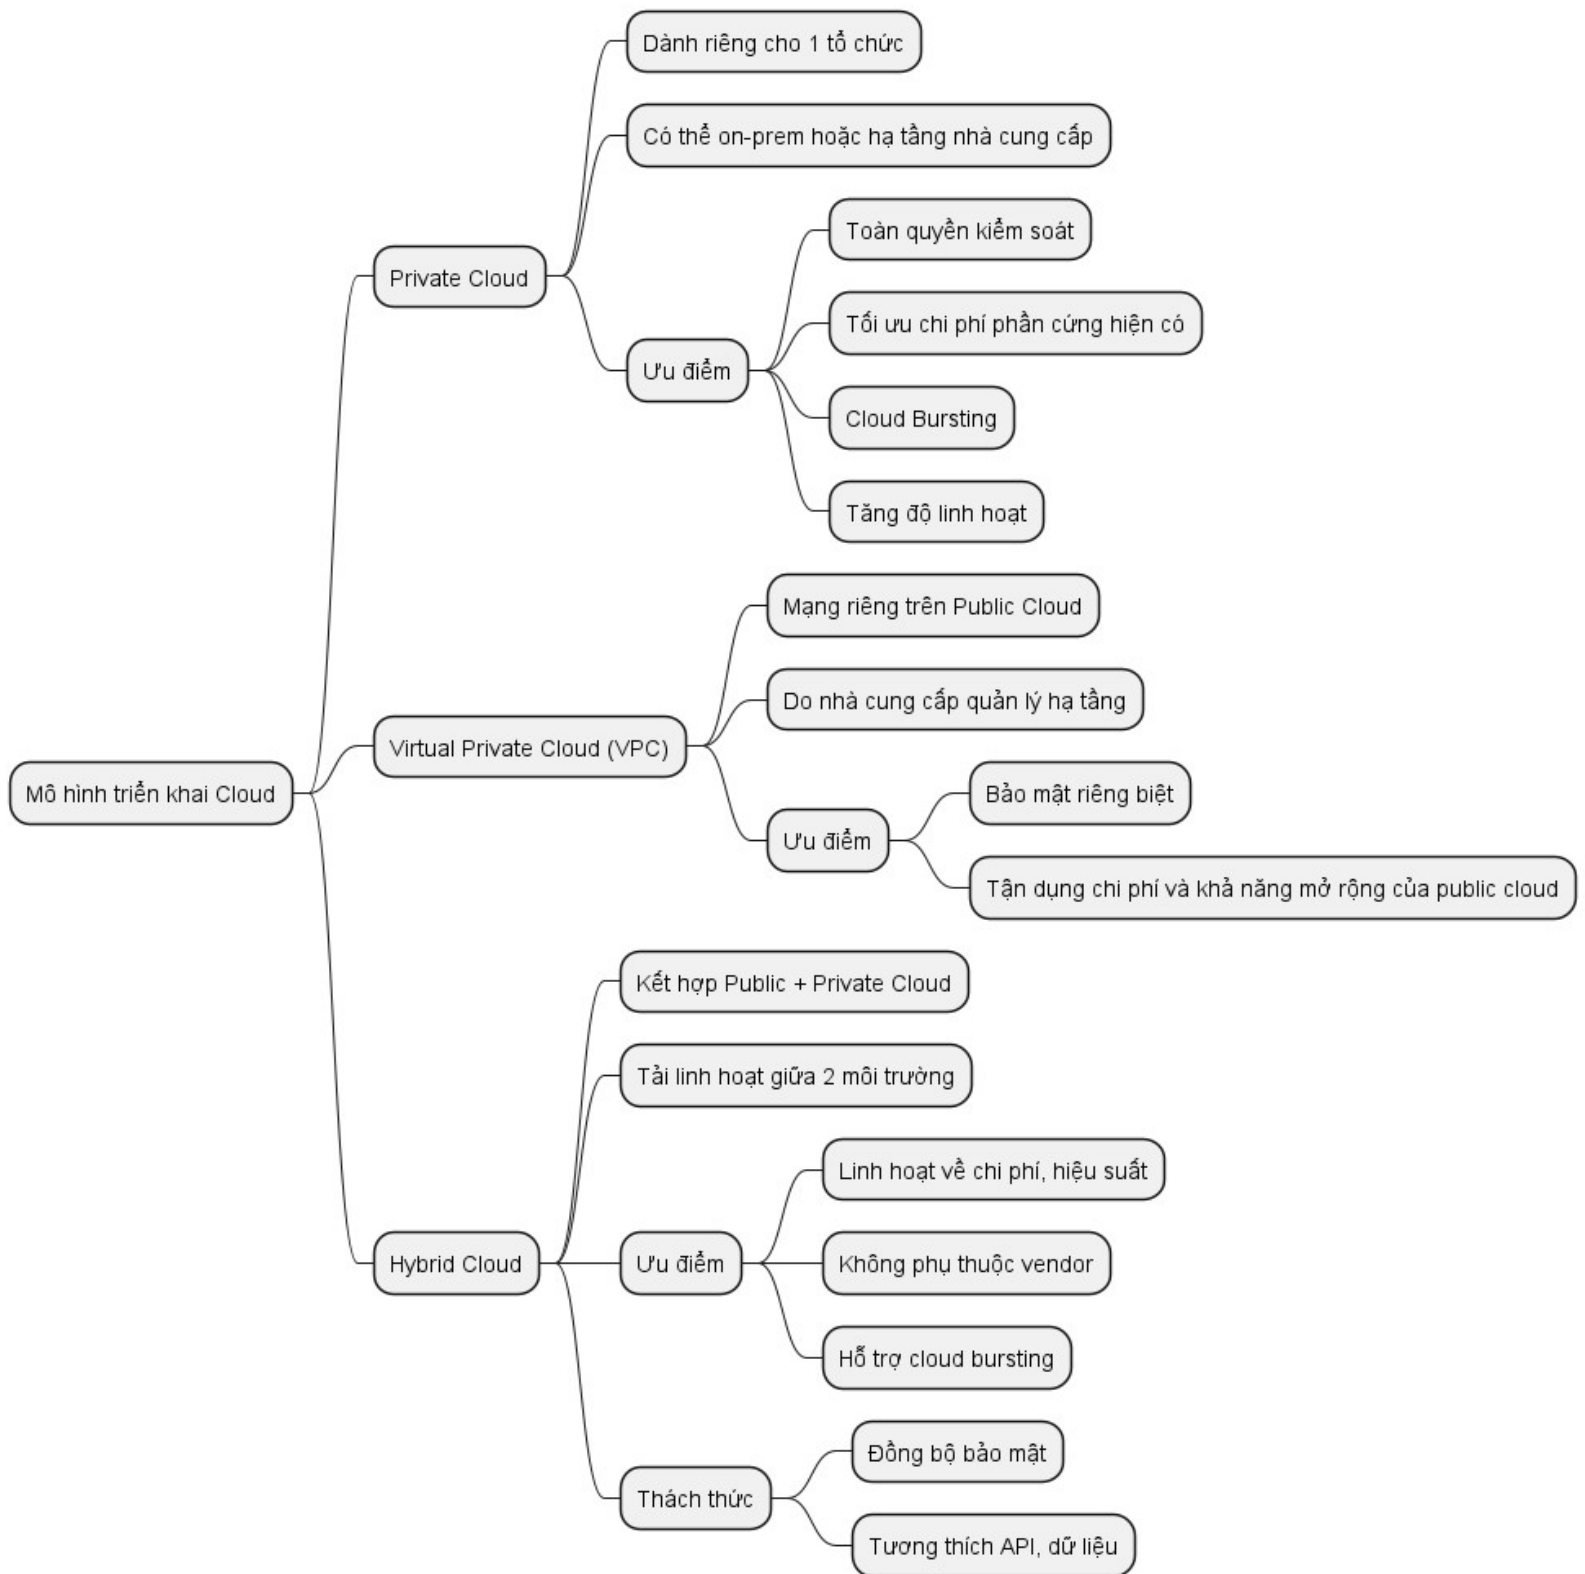 Mô hình triển khai Cloud
Private Cloud
Dành riêng cho 1 tổ chức
Có thể on-prem hoặc hạ tầng nhà cung cấp
Ưu điểm
Toàn quyền kiểm soát
Tối ưu chi phí phần cứng hiện có
Cloud Bursting
Tăng độ linh hoạt
Virtual Private Cloud (VPC)
Mạng riêng trên Public Cloud
Do nhà cung cấp quản lý hạ tầng
Ưu điểm
Bảo mật riêng biệt
Tận dụng chi phí và khả năng mở rộng của public cloud
Hybrid Cloud
Kết hợp Public + Private Cloud
Tải linh hoạt giữa 2 môi trường
Ưu điểm
Linh hoạt về chi phí, hiệu suất
Không phụ thuộc vendor
Hỗ trợ cloud bursting
Thách thức
Đồng bộ bảo mật
Tương thích API, dữ liệu